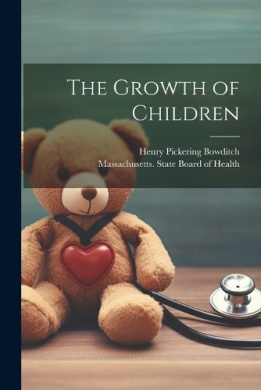 The Growth of
Children
Henry Pickering Bowditch
Massachusetts. State Board of Health